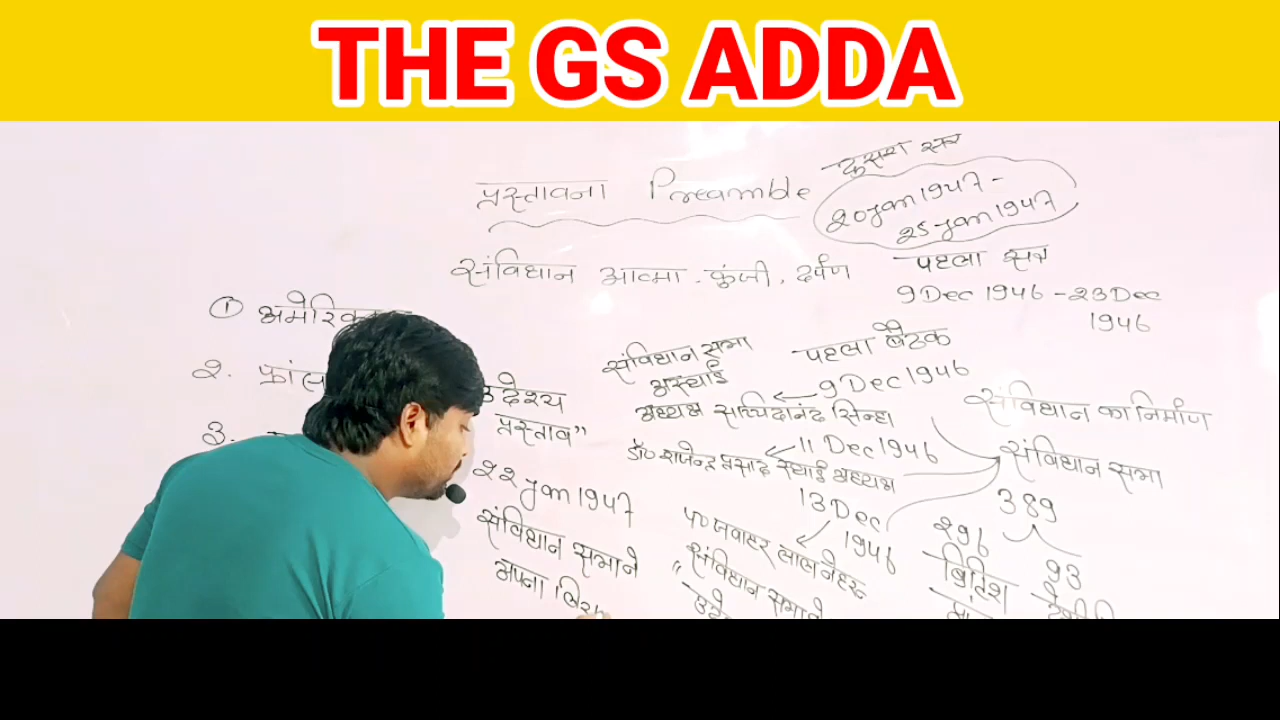 THE GS ADDA
दूसरा सत्र
20 Jan 1947 -
25 Jan 1947
प्रस्तावना Preamble
संविधान आत्मा . कुंजी . दर्पण
पहला सत्र
9 Dec 1946 - 23 Dec
1946
① अमेरिका
2. फ्रांस
3.
उद्देश्य
प्रस्ताव”
22 Jan 1947
संविधान सभा ने
अपना
संविधान सभा
अस्थाई
अध्यक्ष सच्चिदानंद सिन्हा
पहला बैठक
9 Dec 1946
11 Dec 1946
डॉ० राजेन्द्र प्रसाद स्थाई अध्यक्ष
13 Dec
1946
प० जवाहर लाल नेहरू
"संविधान सभा में
संविधान का निर्माण
संविधान सभा
389
296
93
ब्रिटिश